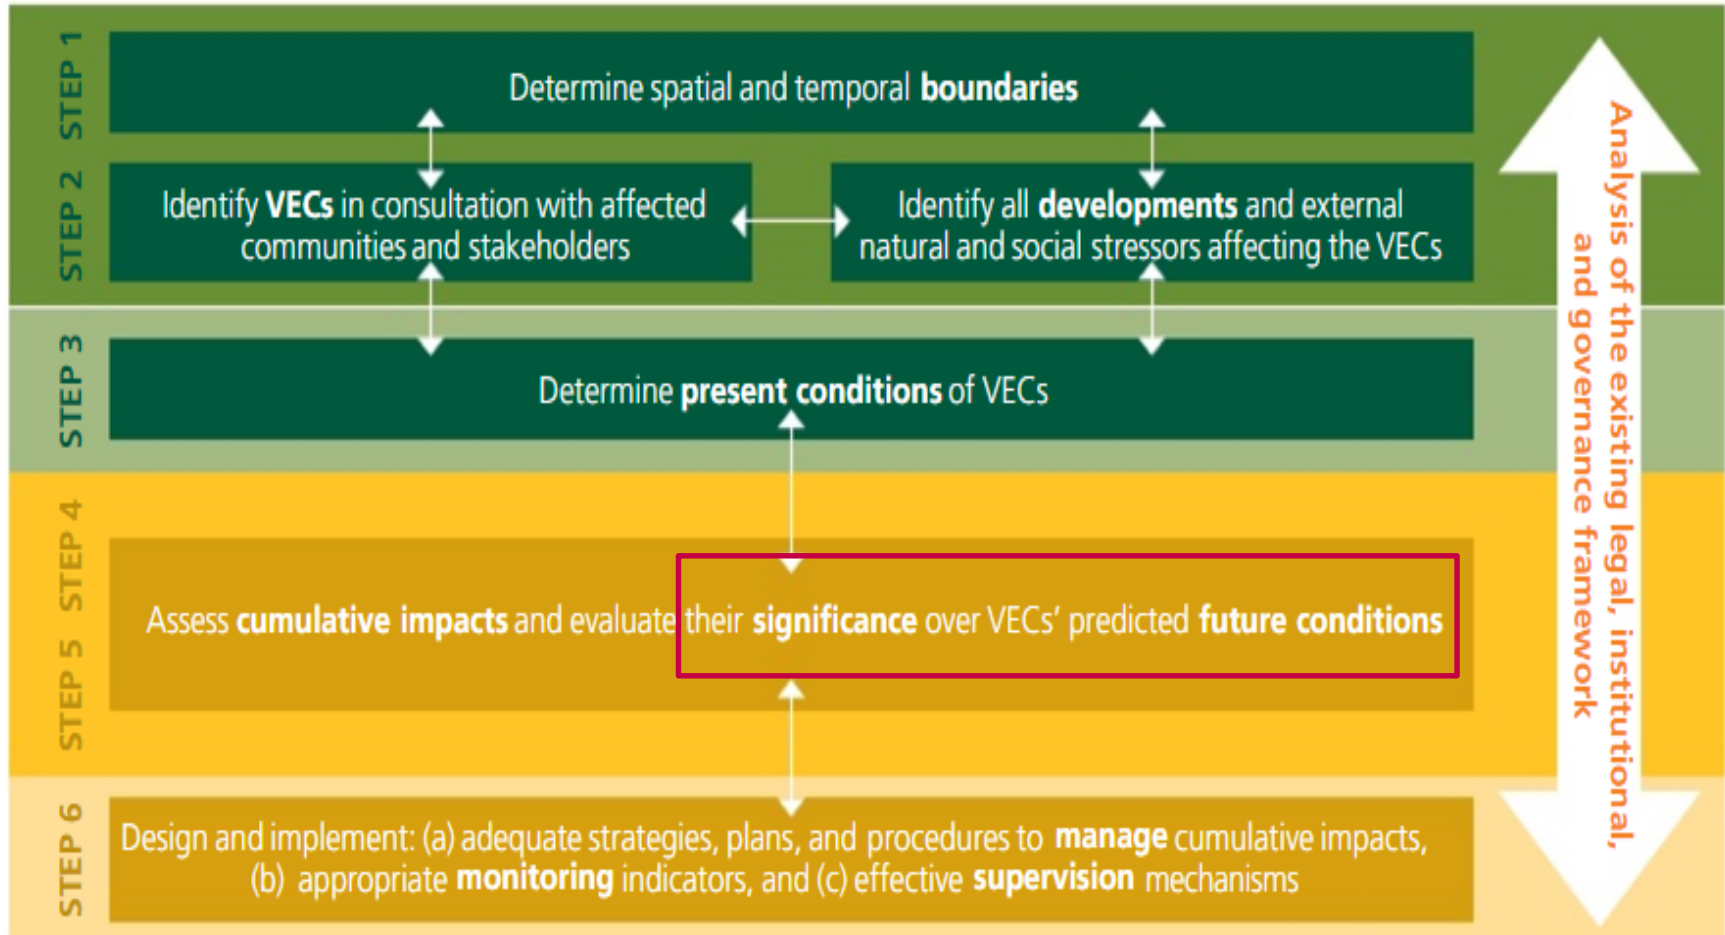 STEP 1
Determine spatial and temporal boundaries
STEP 2
Identify VECs in consultation with affected
communities and stakeholders
Identify all developments and external
natural and social stressors affecting the VECs
STEP 3
Determine present conditions of VECs
STEP 4
STEP 5
Assess cumulative impacts and evaluate their significance over VECs’ predicted future conditions
STEP 6
Design and implement: (a) adequate strategies, plans, and procedures to manage cumulative impacts,
(b) appropriate monitoring indicators, and (c) effective supervision mechanisms
Analysis of the existing legal, institutional,
and governance framework